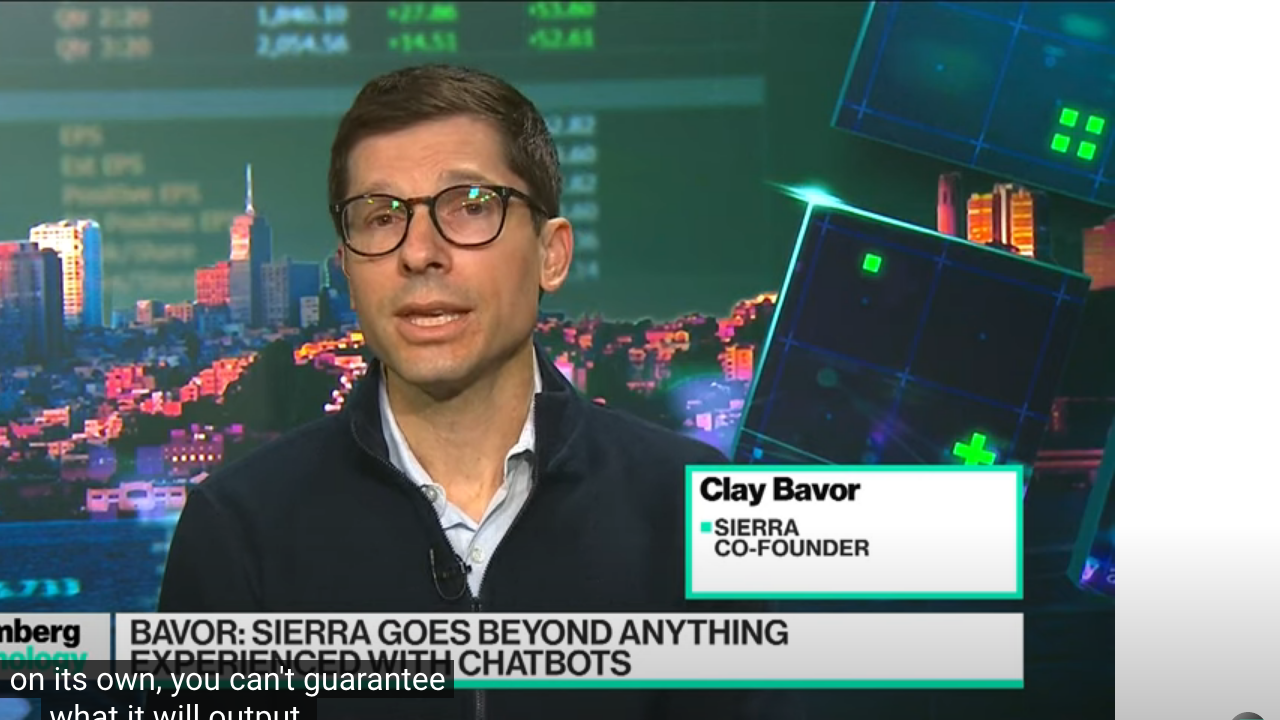 Qtr 2:20 1,840.10 +27.86 +53.80
Qtr 3:20 2,054.56 +14.51 +52.61
EPS
Est EPS
Positive EPS
Clay Bavor
SIERRA
CO-FOUNDER
mberg
nology
BAVOR: SIERRA GOES BEYOND ANYTHING
EXPERIENCED WITH CHATBOTS
on its own, you can't guarantee
what it will output